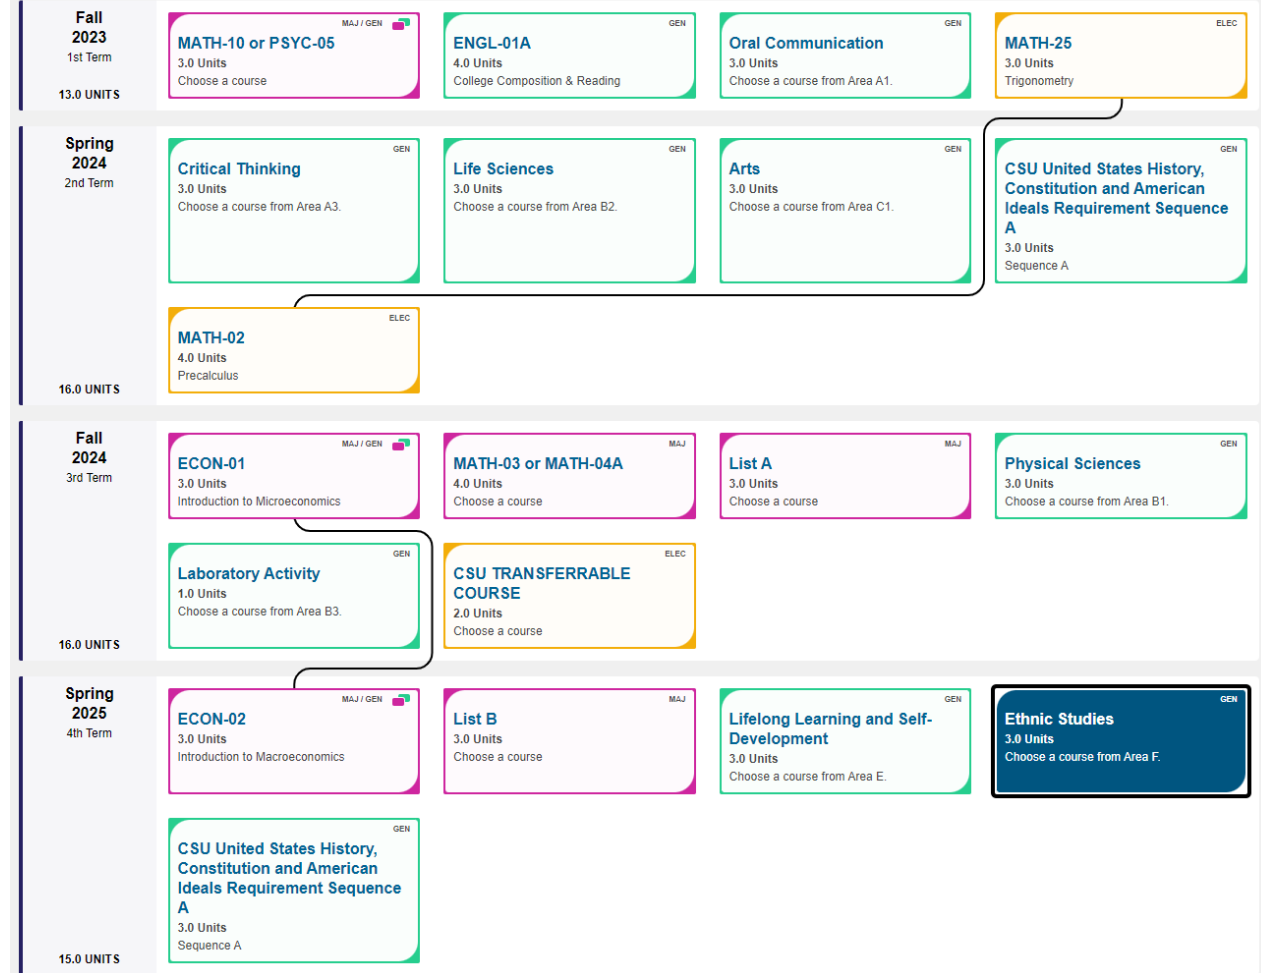 Fall
2023
1st Term
13.0 UNITS
MAJ / GEN
MATH-10 or PSYC-05
3.0 Units
Choose a course
GEN
ENGL-01A
4.0 Units
College Composition & Reading
GEN
Oral Communication
3.0 Units
Choose a course from Area A1.
ELEC
MATH-25
3.0 Units
Trigonometry
Spring
2024
2nd Term
16.0 UNITS
GEN
Critical Thinking
3.0 Units
Choose a course from Area A3.
GEN
Life Sciences
3.0 Units
Choose a course from Area B2.
GEN
Arts
3.0 Units
Choose a course from Area C1.
GEN
CSU United States History,
Constitution and American
Ideals Requirement Sequence
A
3.0 Units
Sequence A
ELEC
MATH-02
4.0 Units
Precalculus
Fall
2024
3rd Term
16.0 UNITS
MAJ / GEN
ECON-01
3.0 Units
Introduction to Microeconomics
MAJ
MATH-03 or MATH-04A
4.0 Units
Choose a course
MAJ
List A
3.0 Units
Choose a course
GEN
Physical Sciences
3.0 Units
Choose a course from Area B1.
GEN
Laboratory Activity
1.0 Units
Choose a course from Area B3.
ELEC
CSU TRANSFERRABLE
COURSE
2.0 Units
Choose a course
Spring
2025
4th Term
15.0 UNITS
MAJ / GEN
ECON-02
3.0 Units
Introduction to Macroeconomics
MAJ
List B
3.0 Units
Choose a course
GEN
Lifelong Learning and Self-
Development
3.0 Units
Choose a course from Area E.
GEN
Ethnic Studies
3.0 Units
Choose a course from Area F.
GEN
CSU United States History,
Constitution and American
Ideals Requirement Sequence
A
3.0 Units
Sequence A